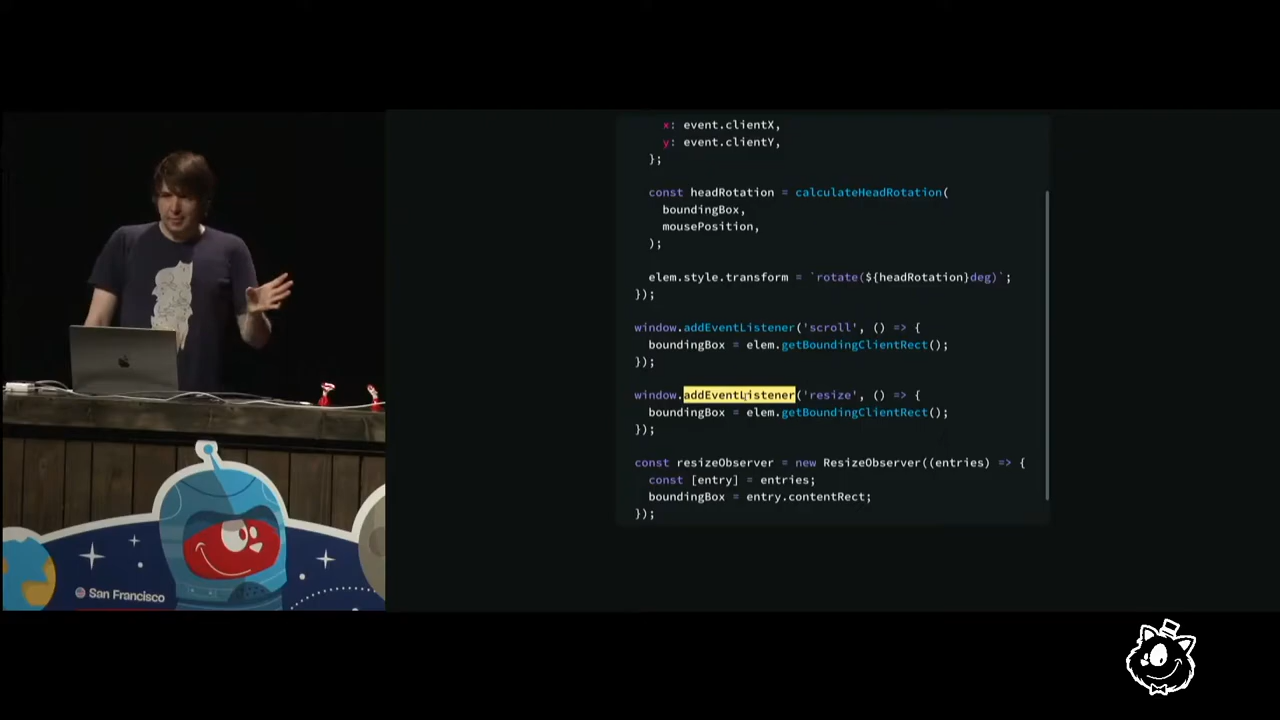 x: event.clientX,
y: event.clientY,
};
const headRotation = calculateHeadRotation(
boundingBox,
mousePosition,
);
elem.style.transform = `rotate(${headRotation}deg)`;
});
window.addEventListener('scroll', () => {
boundingBox = elem.getBoundingClientRect();
});
window.addEventListener('resize', () => {
boundingBox = elem.getBoundingClientRect();
});
const resizeObserver = new ResizeObserver((entries) => {
const [entry] = entries;
boundingBox = entry.contentRect;
});
San Francisco